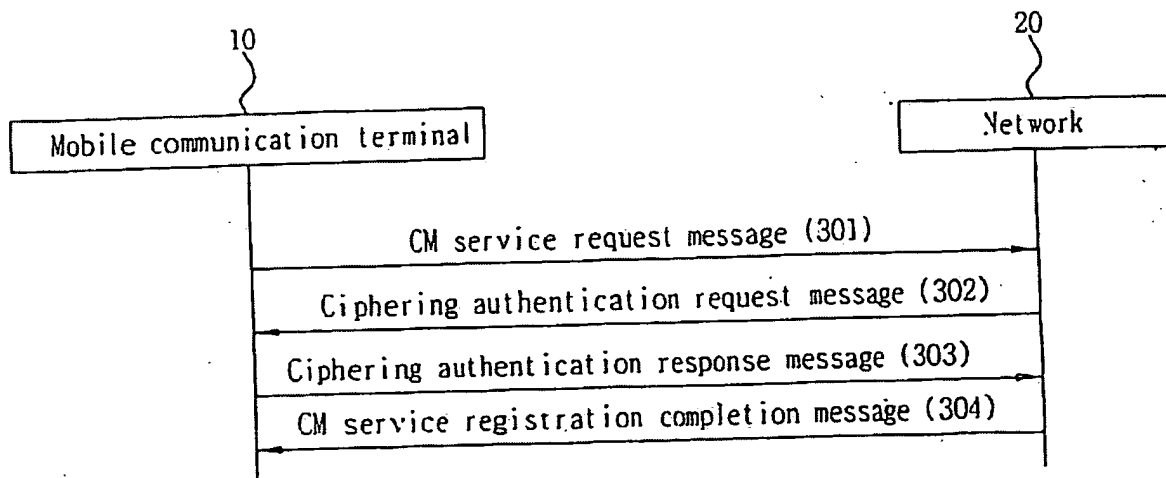 10
20
Mobile communication terminal
Network
CM service request message (301)
Ciphering authentication request message (302)
Ciphering authentication response message (303)
CM service registration completion message (304)